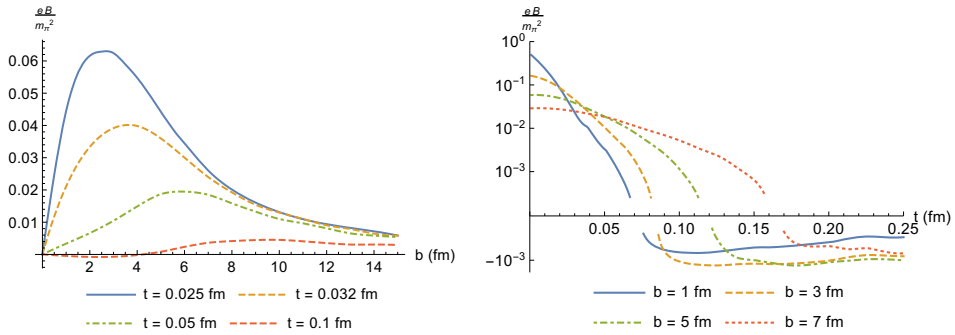 eB
mπ²
0.06
0.05
0.04
0.03
0.02
0.01
2 4 6 8 10 12 14
b (fm)
t = 0.025 fm t = 0.032 fm
t = 0.05 fm t = 0.1 fm
eB
mπ²
10⁰
10⁻¹
10⁻²
10⁻³
t (fm)
0.05 0.10 0.15 0.20 0.25
-10⁻³
b = 1 fm b = 3 fm
b = 5 fm b = 7 fm